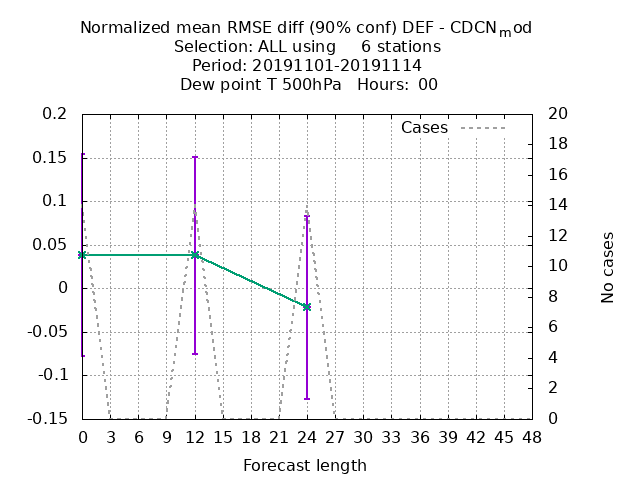 Normalized mean RMSE diff (90% conf) DEF - CDCNmod
Selection: ALL using 6 stations
Period: 20191101-20191114
Dew point T 500hPa Hours: 00
Cases
0.2
0.15
0.1
0.05
0
-0.05
-0.1
-0.15
20
18
16
14
12
10
8
6
4
2
0
No cases
0 3 6 9 12 15 18 21 24 27 30 33 36 39 42 45 48
Forecast length